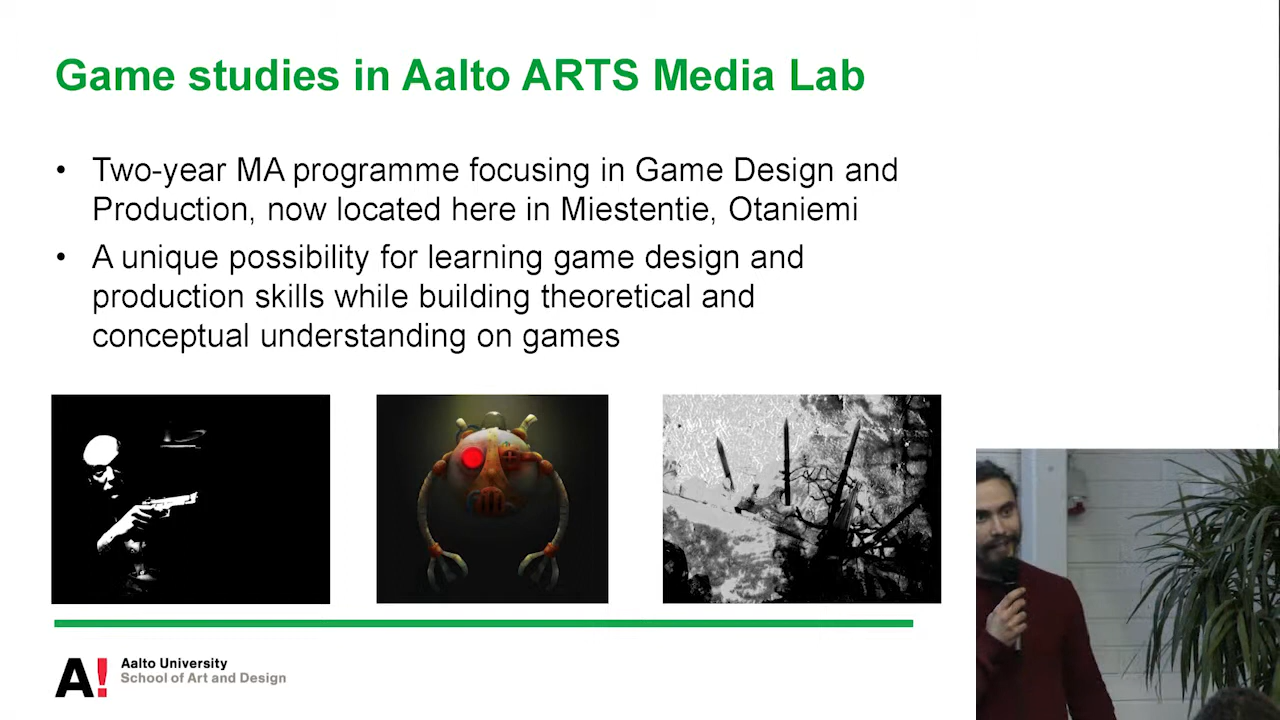 Game studies in Aalto ARTS Media Lab
• Two-year MA programme focusing in Game Design and
Production, now located here in Miestentie, Otaniemi
• A unique possibility for learning game design and
production skills while building theoretical and
conceptual understanding on games
A!
Aalto University
School of Art and Design